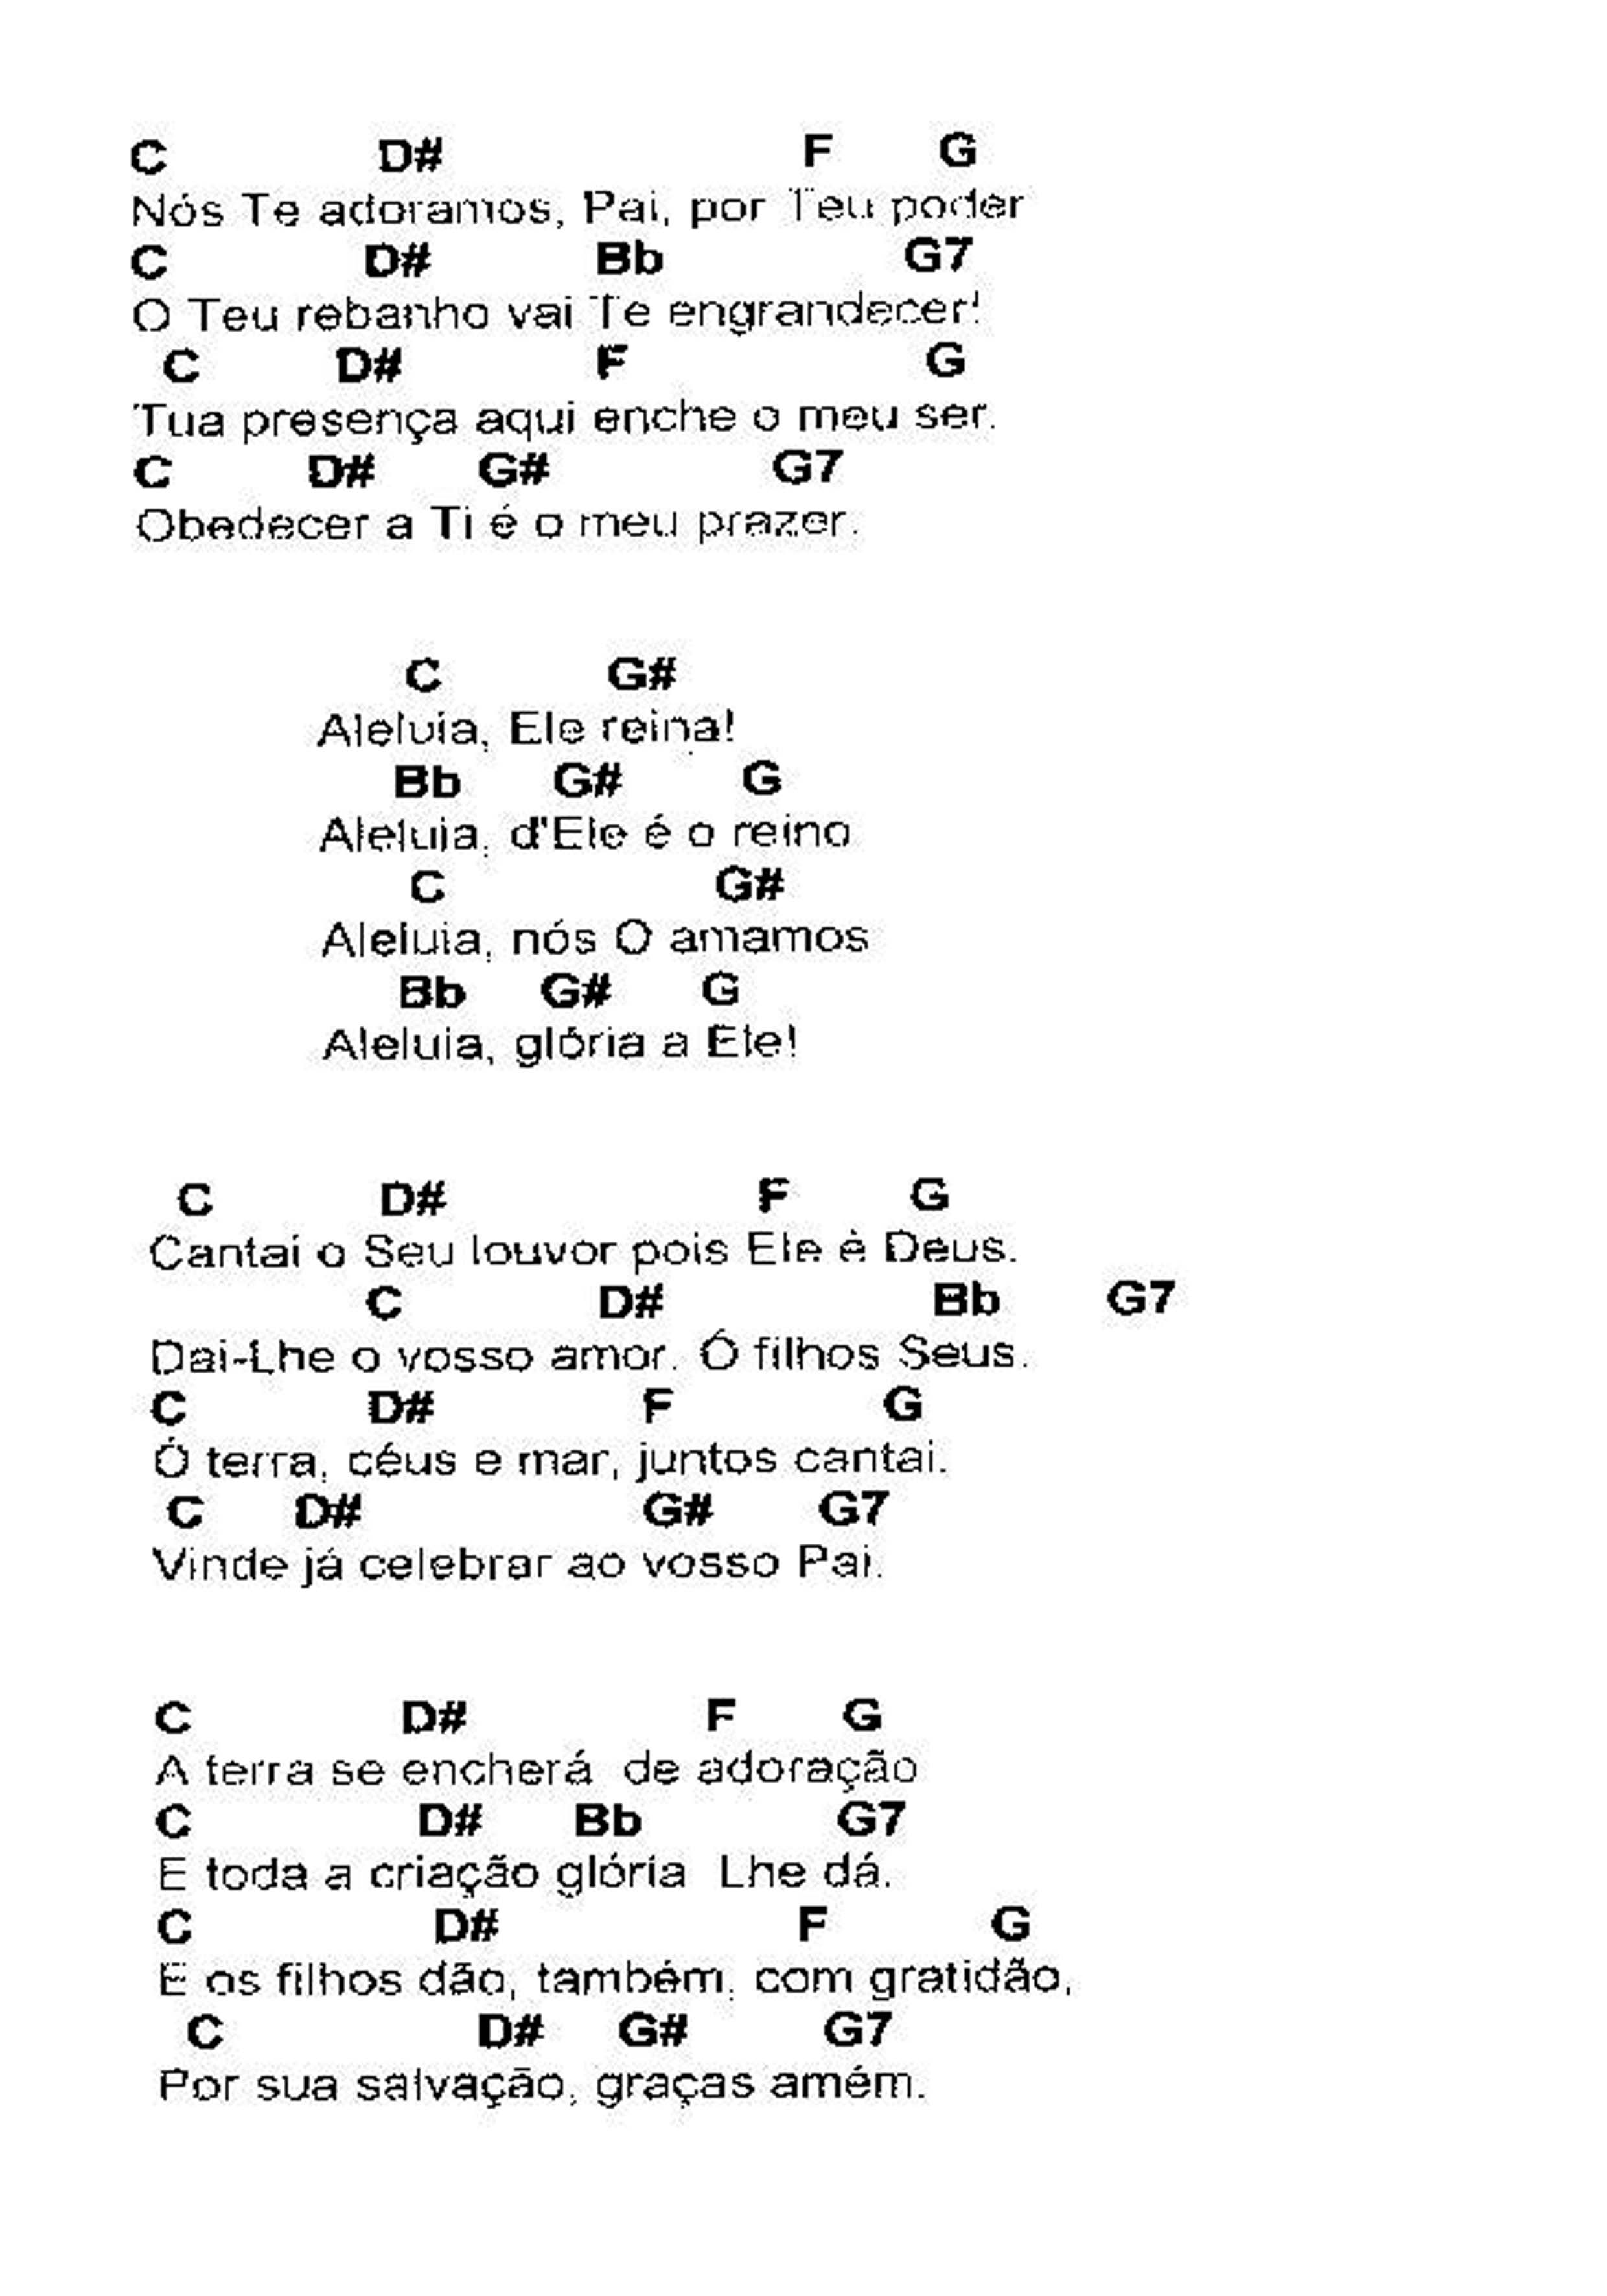 C D# F G
Nós Te adoramos, Pai, por Teu poder
C D# Bb G7
O Teu rebanho vai Te engrandecer!
C D# F G
Tua presença aqui enche o meu ser.
C D# G# G7
Obedecer a Ti é o meu prazer.
C G#
Aleluia, Ele reina!
Bb G# G
Aleluia, d'Ele é o reino
C G#
Aleluia, nós O amamos
Bb G# G
Aleluia, glória a Ele!
C D# F G
Cantai o Seu louvor pois Ele é Deus.
C D# Bb G7
Dai-Lhe o vosso amor. Ó filhos Seus.
C D# F G
Ó terra, céus e mar, juntos cantai.
C D# G# G7
Vinde já celebrar ao vosso Pai.
C D# F G
A terra se encherá de adoração
C D# Bb G7
E toda a criação glória Lhe dá.
C D# F G
E os filhos dão, também, com gratidão,
C D# G# G7
Por sua salvação, graças amém.